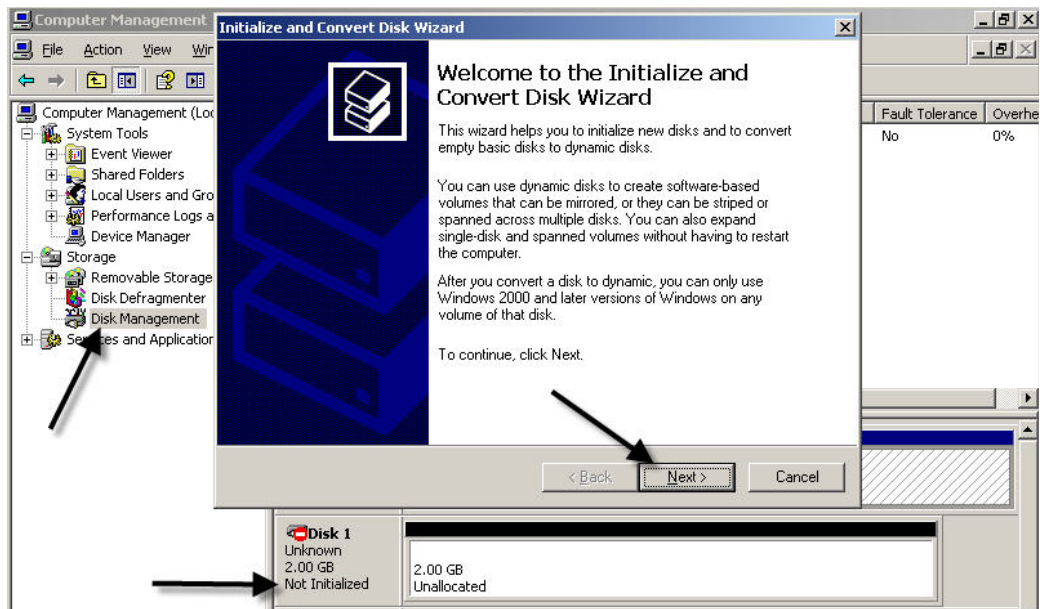 Computer Management
File Action View Wir
Computer Management (Loc
System Tools
Event Viewer
Shared Folders
Local Users and Gro
Performance Logs a
Device Manager
Storage
Removable Storage
Disk Defragmenter
Disk Management
and Application
Initialize and Convert Disk Wizard
Welcome to the Initialize and
Convert Disk Wizard
This wizard helps you to initialize new disks and to convert
empty basic disks to dynamic disks.
You can use dynamic disks to create software-based
volumes that can be mirrored, or they can be striped or
spanned across multiple disks. You can also expand
single-disk and spanned volumes without having to restart
the computer.
After you convert a disk to dynamic, you can only use
Windows 2000 and later versions of Windows on any
volume of that disk.
To continue, click Next.
< Back Next > Cancel
Fault Tolerance Overhe
No 0%
Disk 1
Unknown
2.00 GB
Not Initialized
2.00 GB
Unallocated